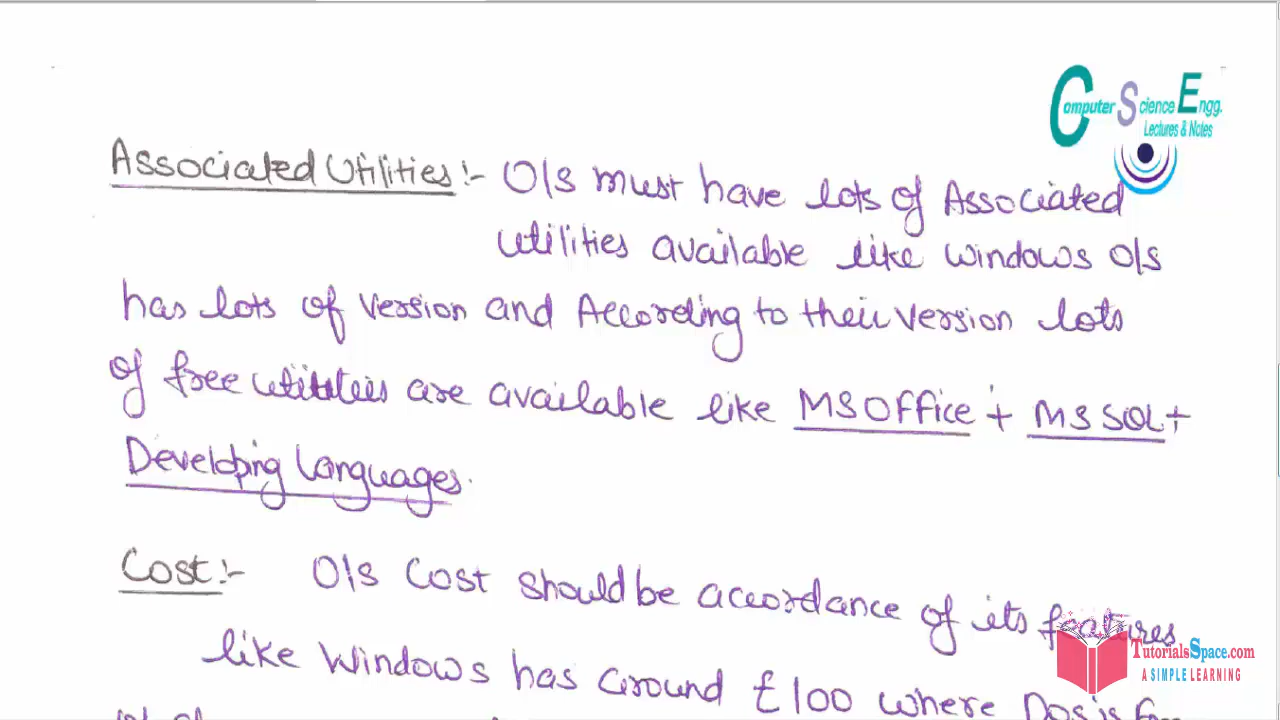 Computer Science Engg.
Lectures & Notes
Associated Utilities :- O/S must have lots of Associated
utilities available like windows O/S
has lots of version and According to their version lots
of free utilities are available like MS Office + MS SQL +
Developing Languages.
Cost :- O/S Cost should be accordance of its features
like Windows has around £100 where Dos is
TutorialsSpace.com
A SIMPLE LEARNING